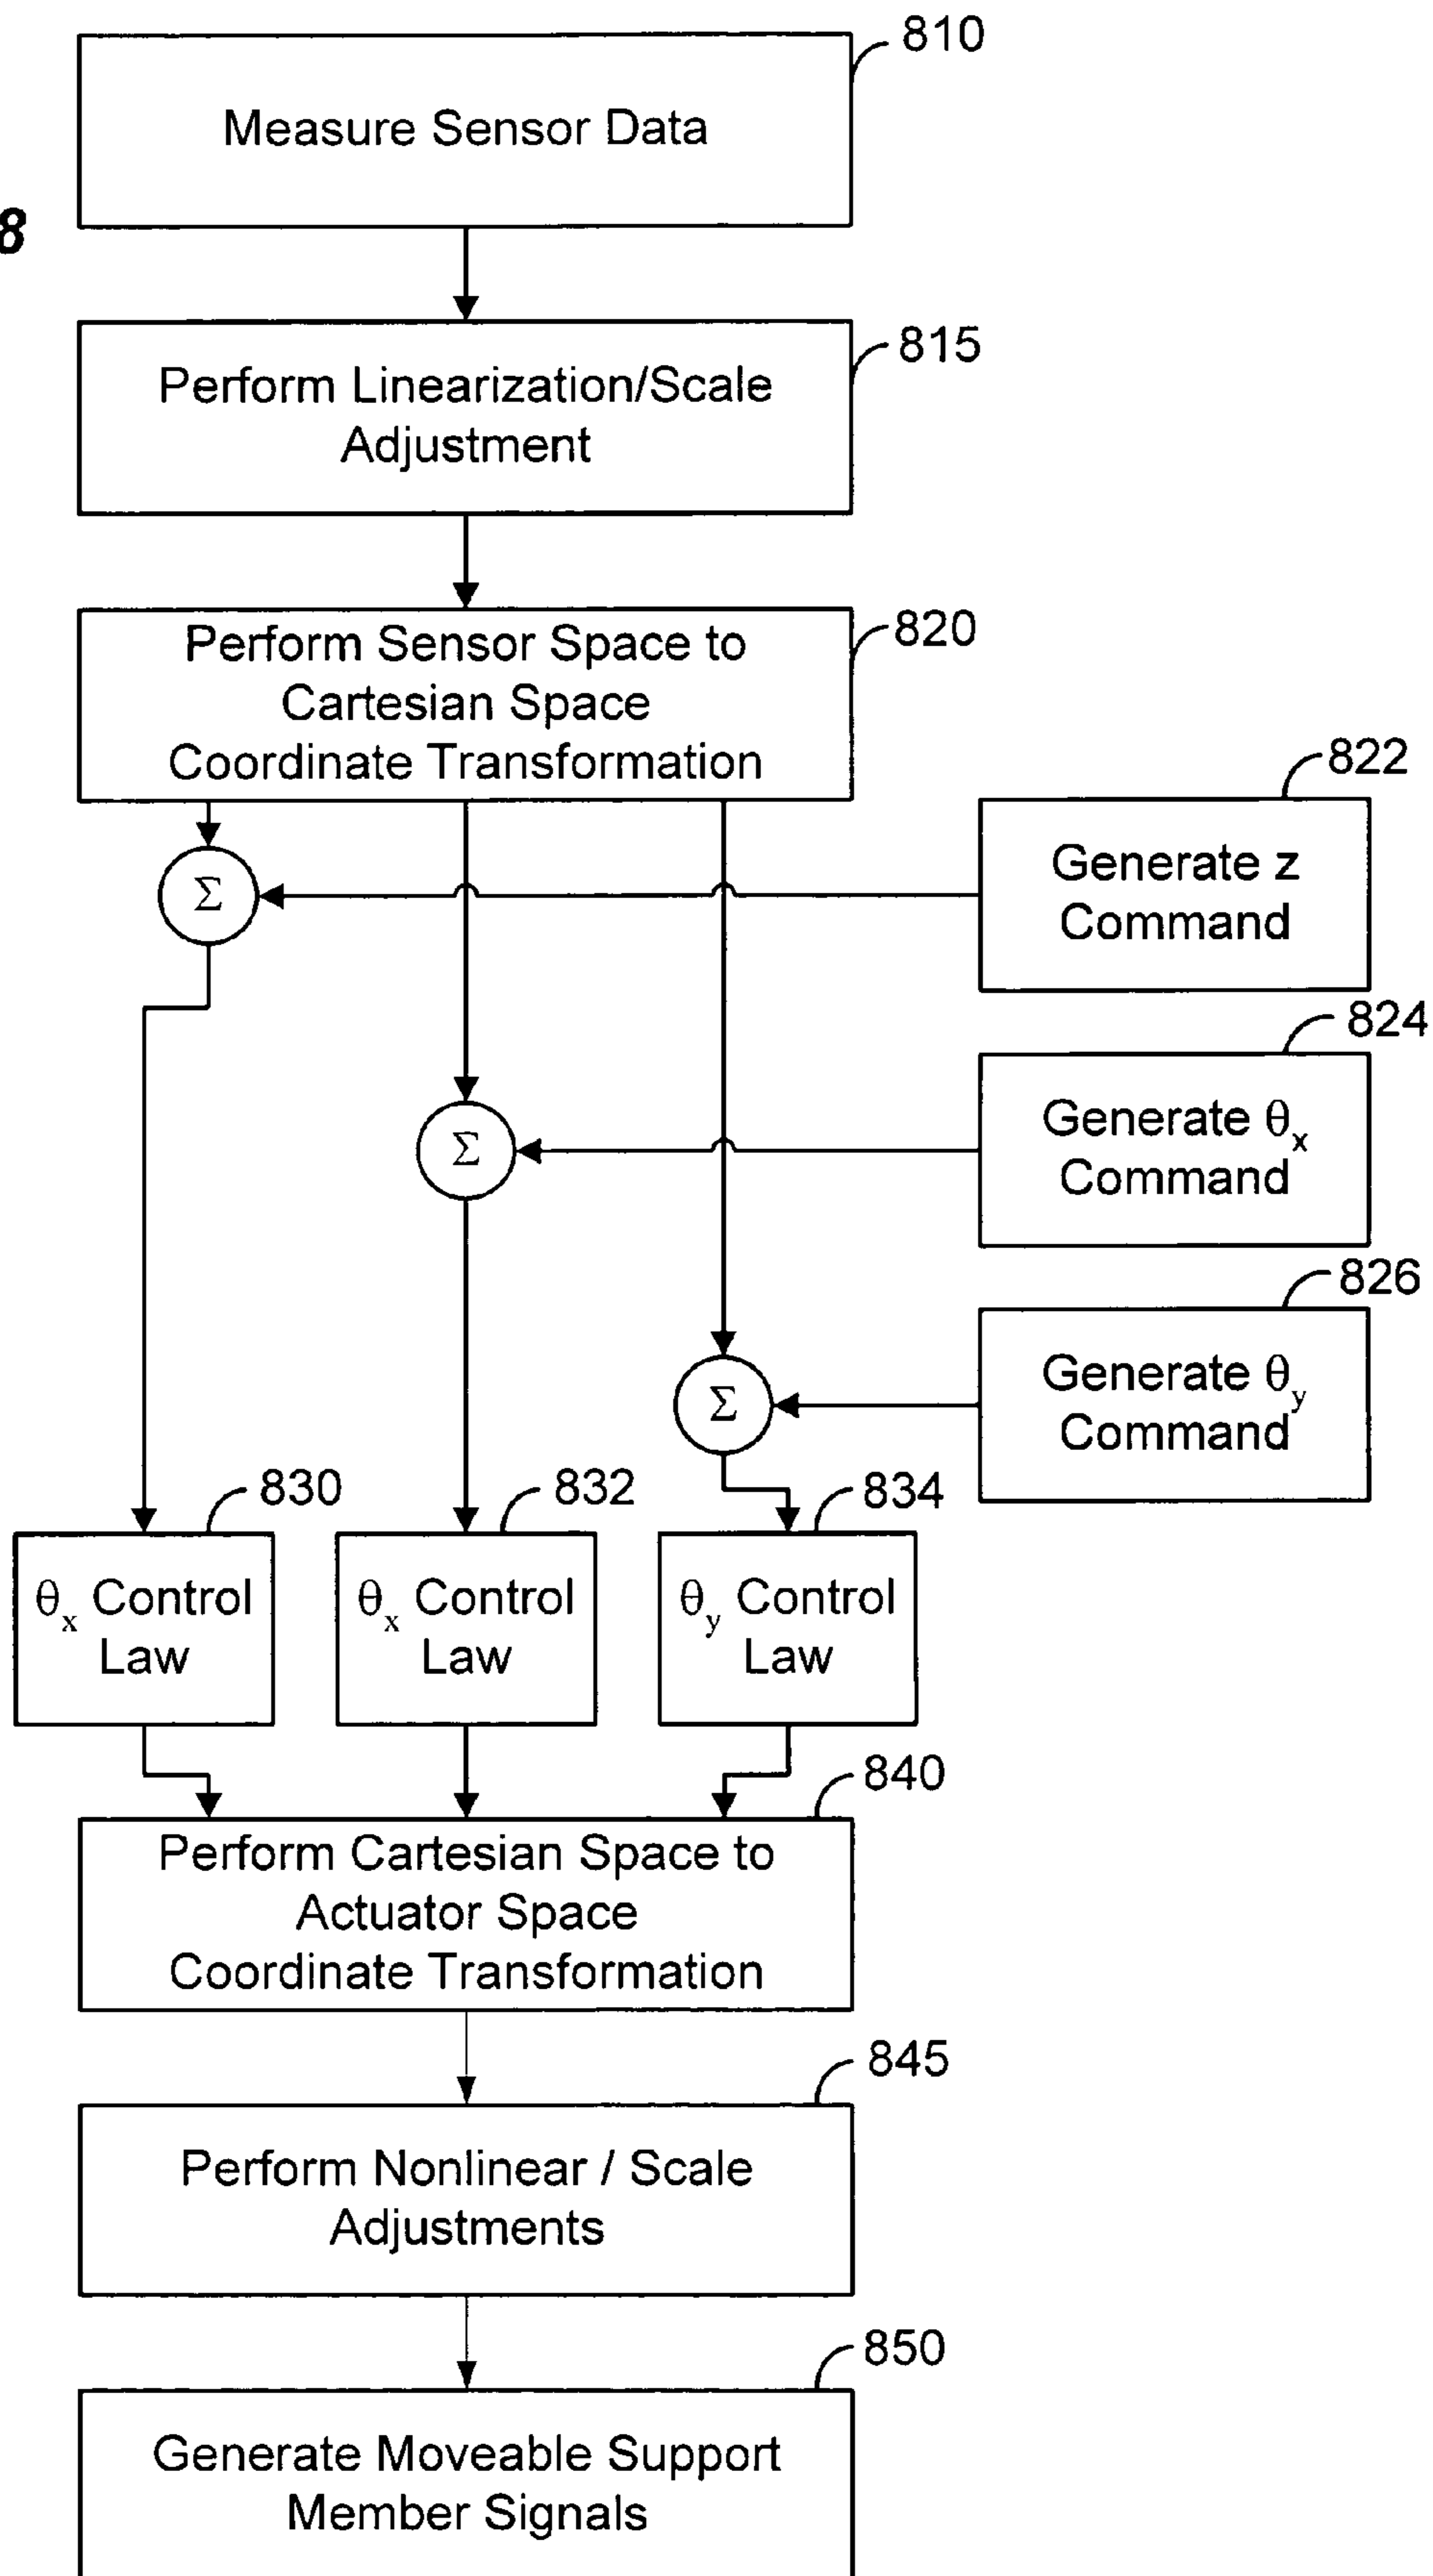 810
Measure Sensor Data
8
815
Perform Linearization/Scale
Adjustment
820
Perform Sensor Space to
Cartesian Space
Coordinate Transformation
822
Generate z
Command
Σ
824
Generate θx
Command
Σ
826
Generate θy
Command
Σ
830
832
834
θx Control
Law
θx Control
Law
θy Control
Law
840
Perform Cartesian Space to
Actuator Space
Coordinate Transformation
845
Perform Nonlinear / Scale
Adjustments
850
Generate Moveable Support
Member Signals